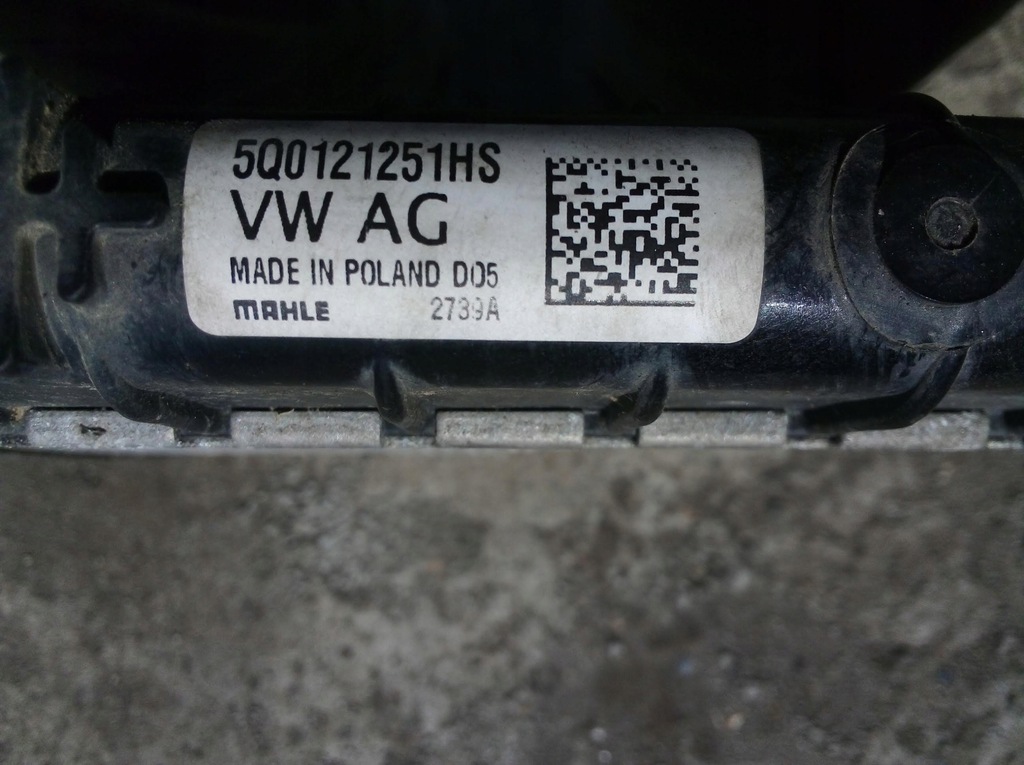 5Q0121251HS
VW AG
MADE IN POLAND D05
MAHLE 2739A